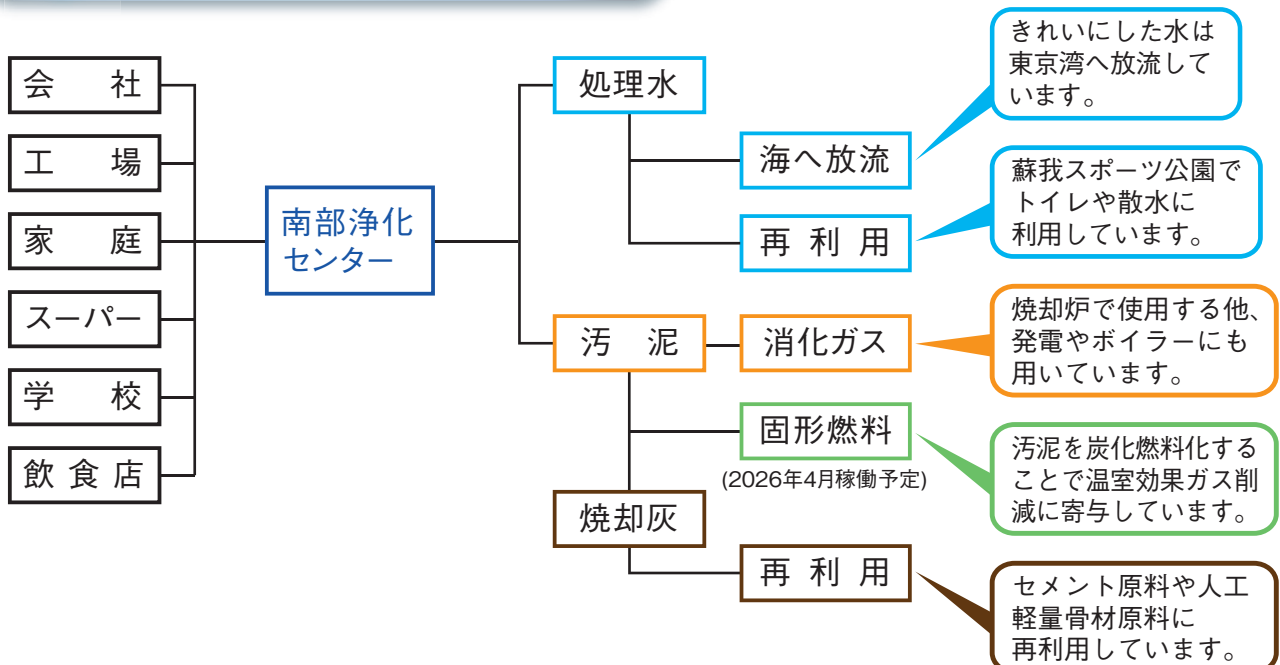 会社
工場
家庭
スーパー
学校
飲食店
南部浄化
センター
処理水
海へ放流
再利用
きれいにした水は
東京湾へ放流して
います。
蘇我スポーツ公園で
トイレや散水に
利用しています。
汚泥
消化ガス
焼却炉で使用する他、
発電やボイラーにも
用いています。
固形燃料
(2026年4月稼働予定)
汚泥を炭化燃料化する
ことで温室効果ガス削
減に寄与しています。
焼却灰
再利用
セメント原料や人工
軽量骨材原料に
再利用しています。